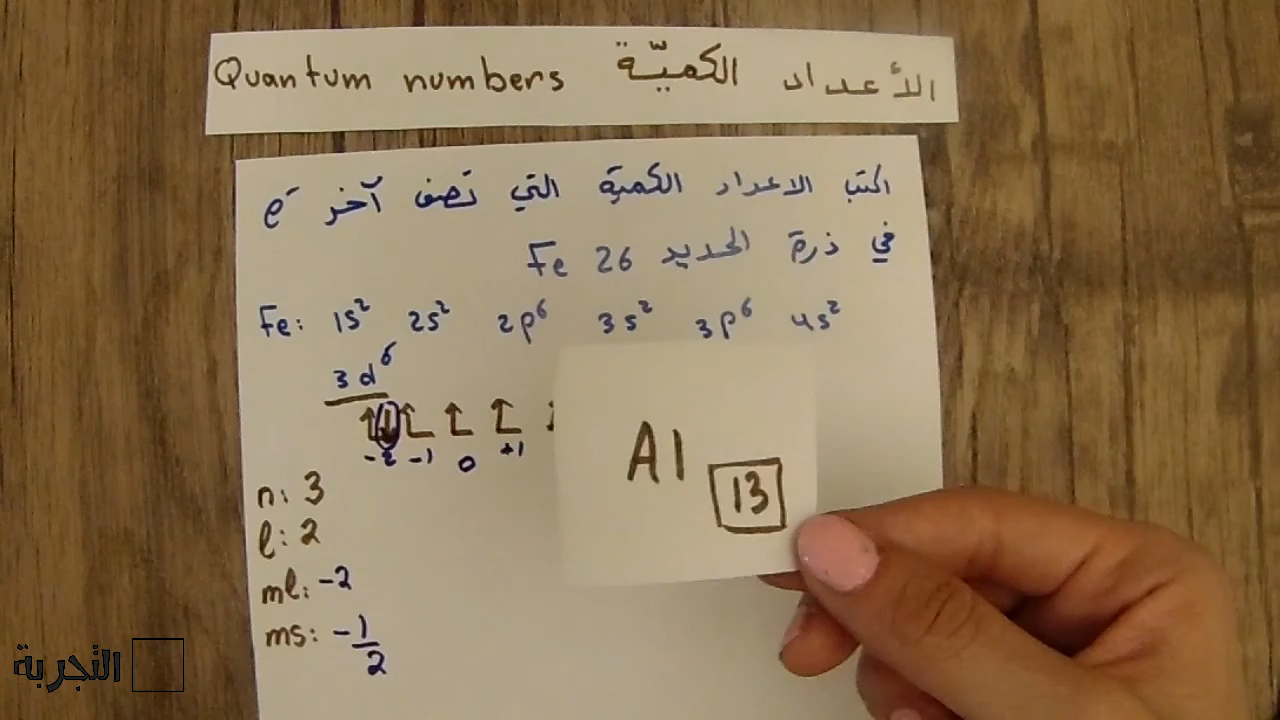 Quantum numbers الأعداد الكميّة
اكتب الاعداد الكمية التي تصف آخر e⁻
في ذرة الحديد Fe 26
Fe: 1s² 2s² 2p⁶ 3s² 3p⁶ 4s²
3d⁶
-2 -1 0 +1
Al 13
n: 3
l: 2
ml: -2
ms: -1/2
التجربة